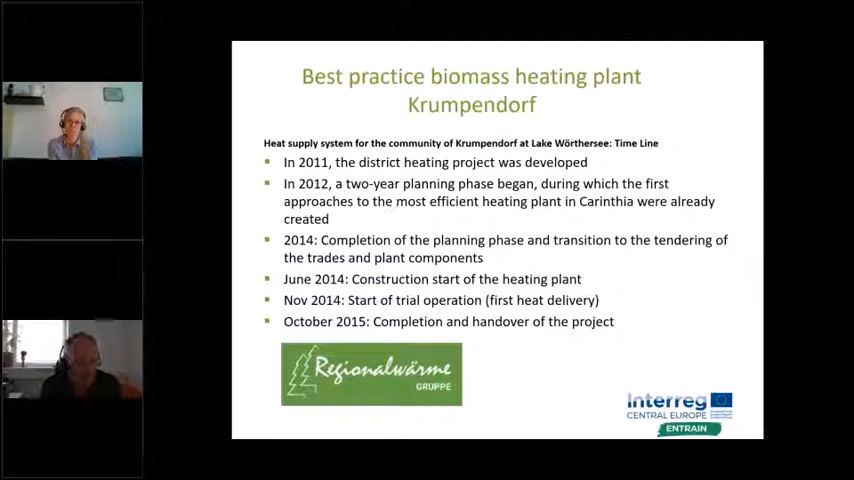 Best practice biomass heating plant
Krumpendorf
Heat supply system for the community of Krumpendorf at Lake Wörthersee: Time Line
In 2011, the district heating project was developed
In 2012, a two-year planning phase began, during which the first
approaches to the most efficient heating plant in Carinthia were already
created
2014: Completion of the planning phase and transition to the tendering of
the trades and plant components
June 2014: Construction start of the heating plant
Nov 2014: Start of trial operation (first heat delivery)
October 2015: Completion and handover of the project
Regionalwärme
GRUPPE
Interreg
CENTRAL EUROPE
ENTRAIN